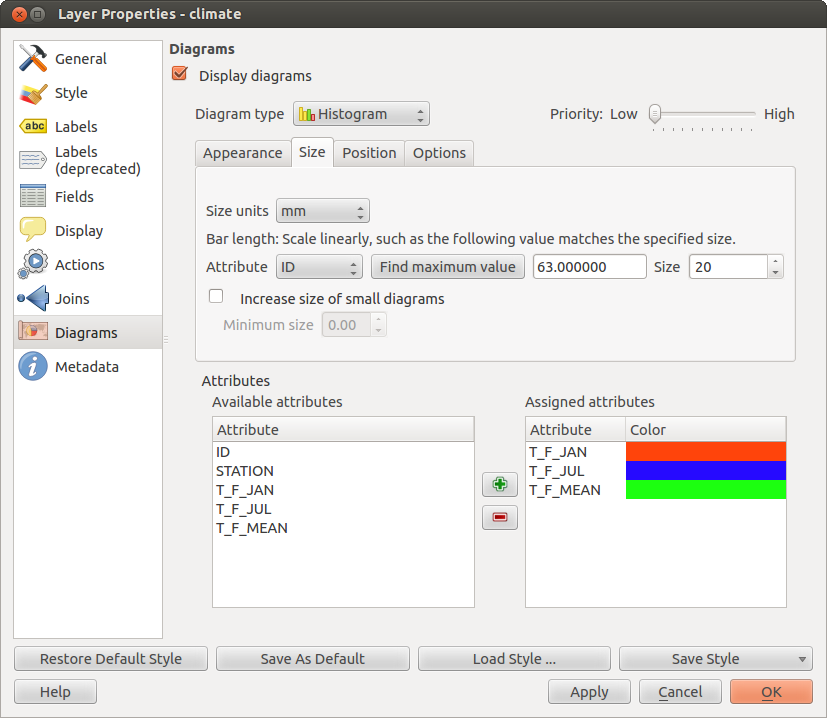 Layer Properties - climate
General
Style
abc Labels
Labels
(deprecated)
Fields
Display
Actions
Joins
Diagrams
Metadata
Diagrams
Display diagrams
Diagram type Histogram Priority: Low High
Appearance Size Position Options
Size units mm
Bar length: Scale linearly, such as the following value matches the specified size.
Attribute ID Find maximum value 63.000000 Size 20
Increase size of small diagrams
Minimum size 0.00
Attributes
Available attributes
Attribute
ID
STATION
T_F_JAN
T_F_JUL
T_F_MEAN
Assigned attributes
Attribute Color
T_F_JAN
T_F_JUL
T_F_MEAN
Restore Default Style Save As Default Load Style ... Save Style
Help Apply Cancel OK